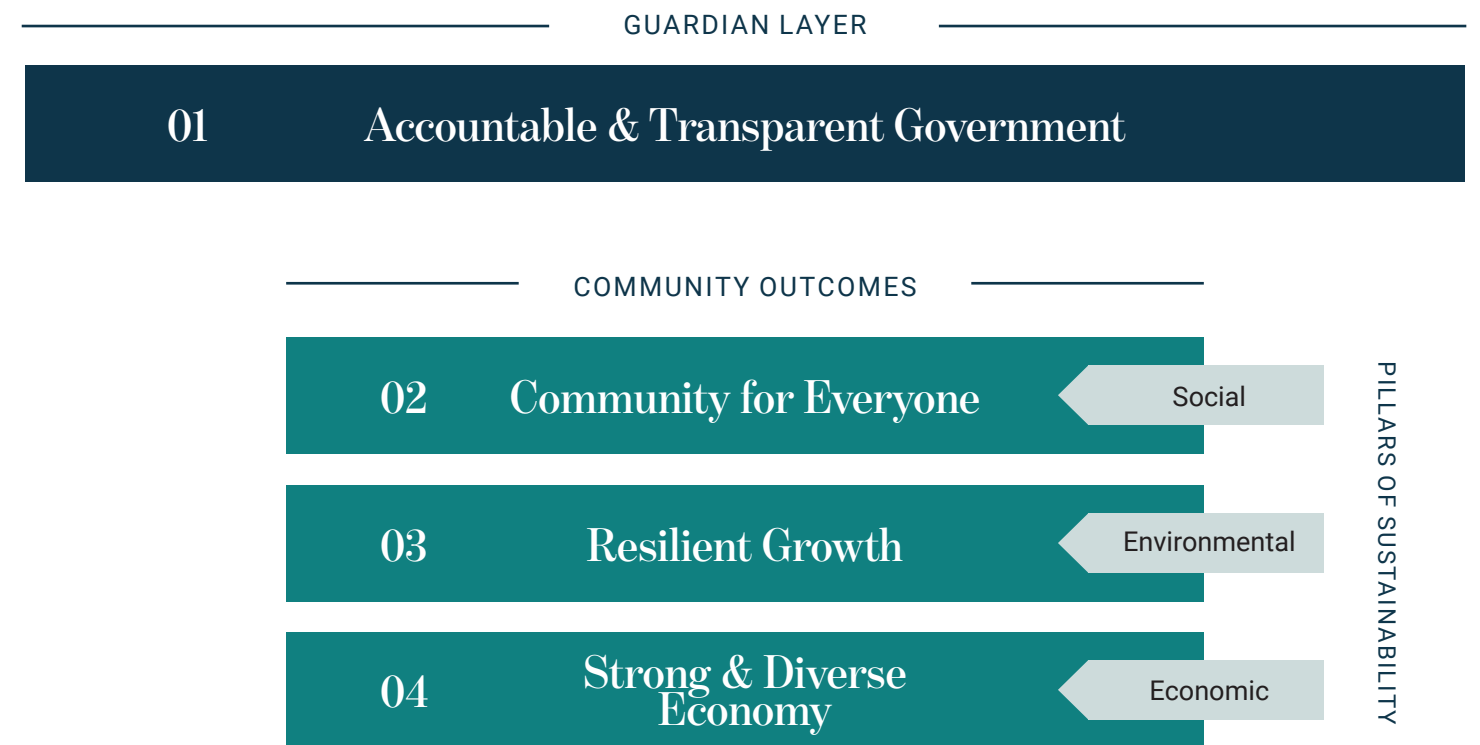 GUARDIAN LAYER
01 Accountable & Transparent Government
COMMUNITY OUTCOMES
02 Community for Everyone Social
03 Resilient Growth Environmental
04 Strong & Diverse
Economy
Economic
PILLARS OF SUSTAINABILITY